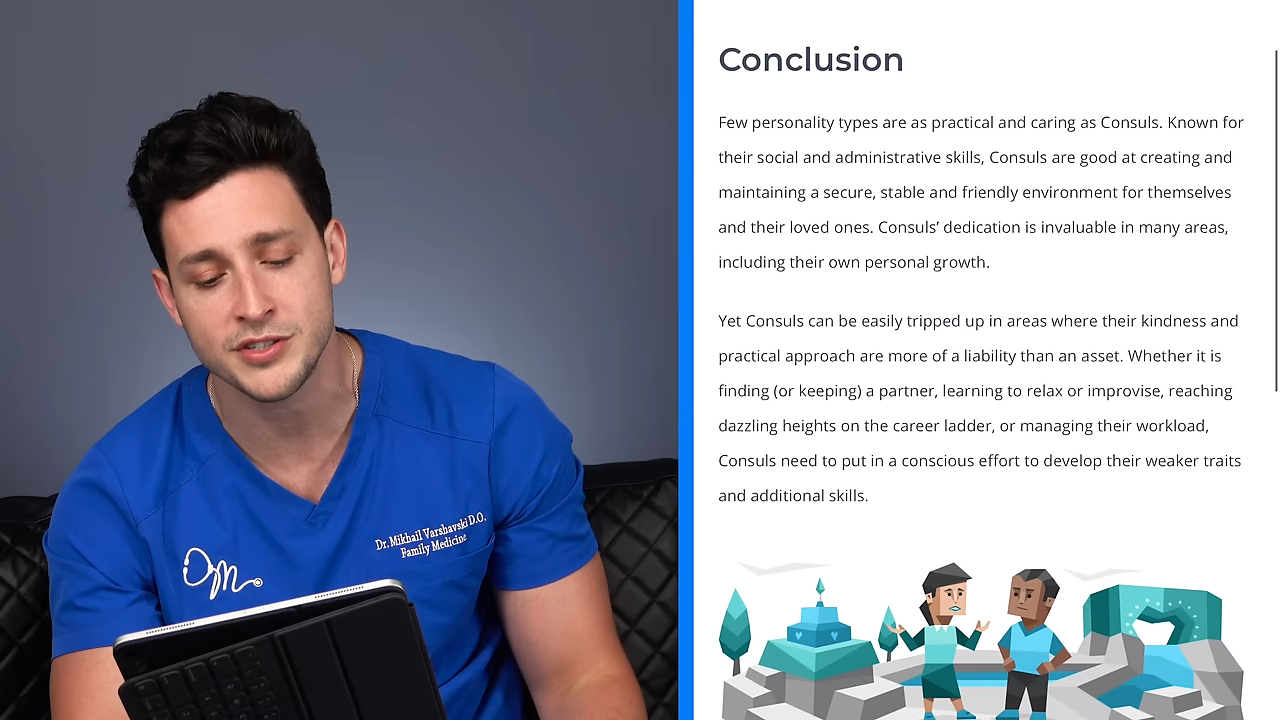 Dr. Mikhail Varshavski D.O.
Family Medicine
DM
Conclusion
Few personality types are as practical and caring as Consuls. Known for
their social and administrative skills, Consuls are good at creating and
maintaining a secure, stable and friendly environment for themselves
and their loved ones. Consuls’ dedication is invaluable in many areas,
including their own personal growth.
Yet Consuls can be easily tripped up in areas where their kindness and
practical approach are more of a liability than an asset. Whether it is
finding (or keeping) a partner, learning to relax or improvise, reaching
dazzling heights on the career ladder, or managing their workload,
Consuls need to put in a conscious effort to develop their weaker traits
and additional skills.